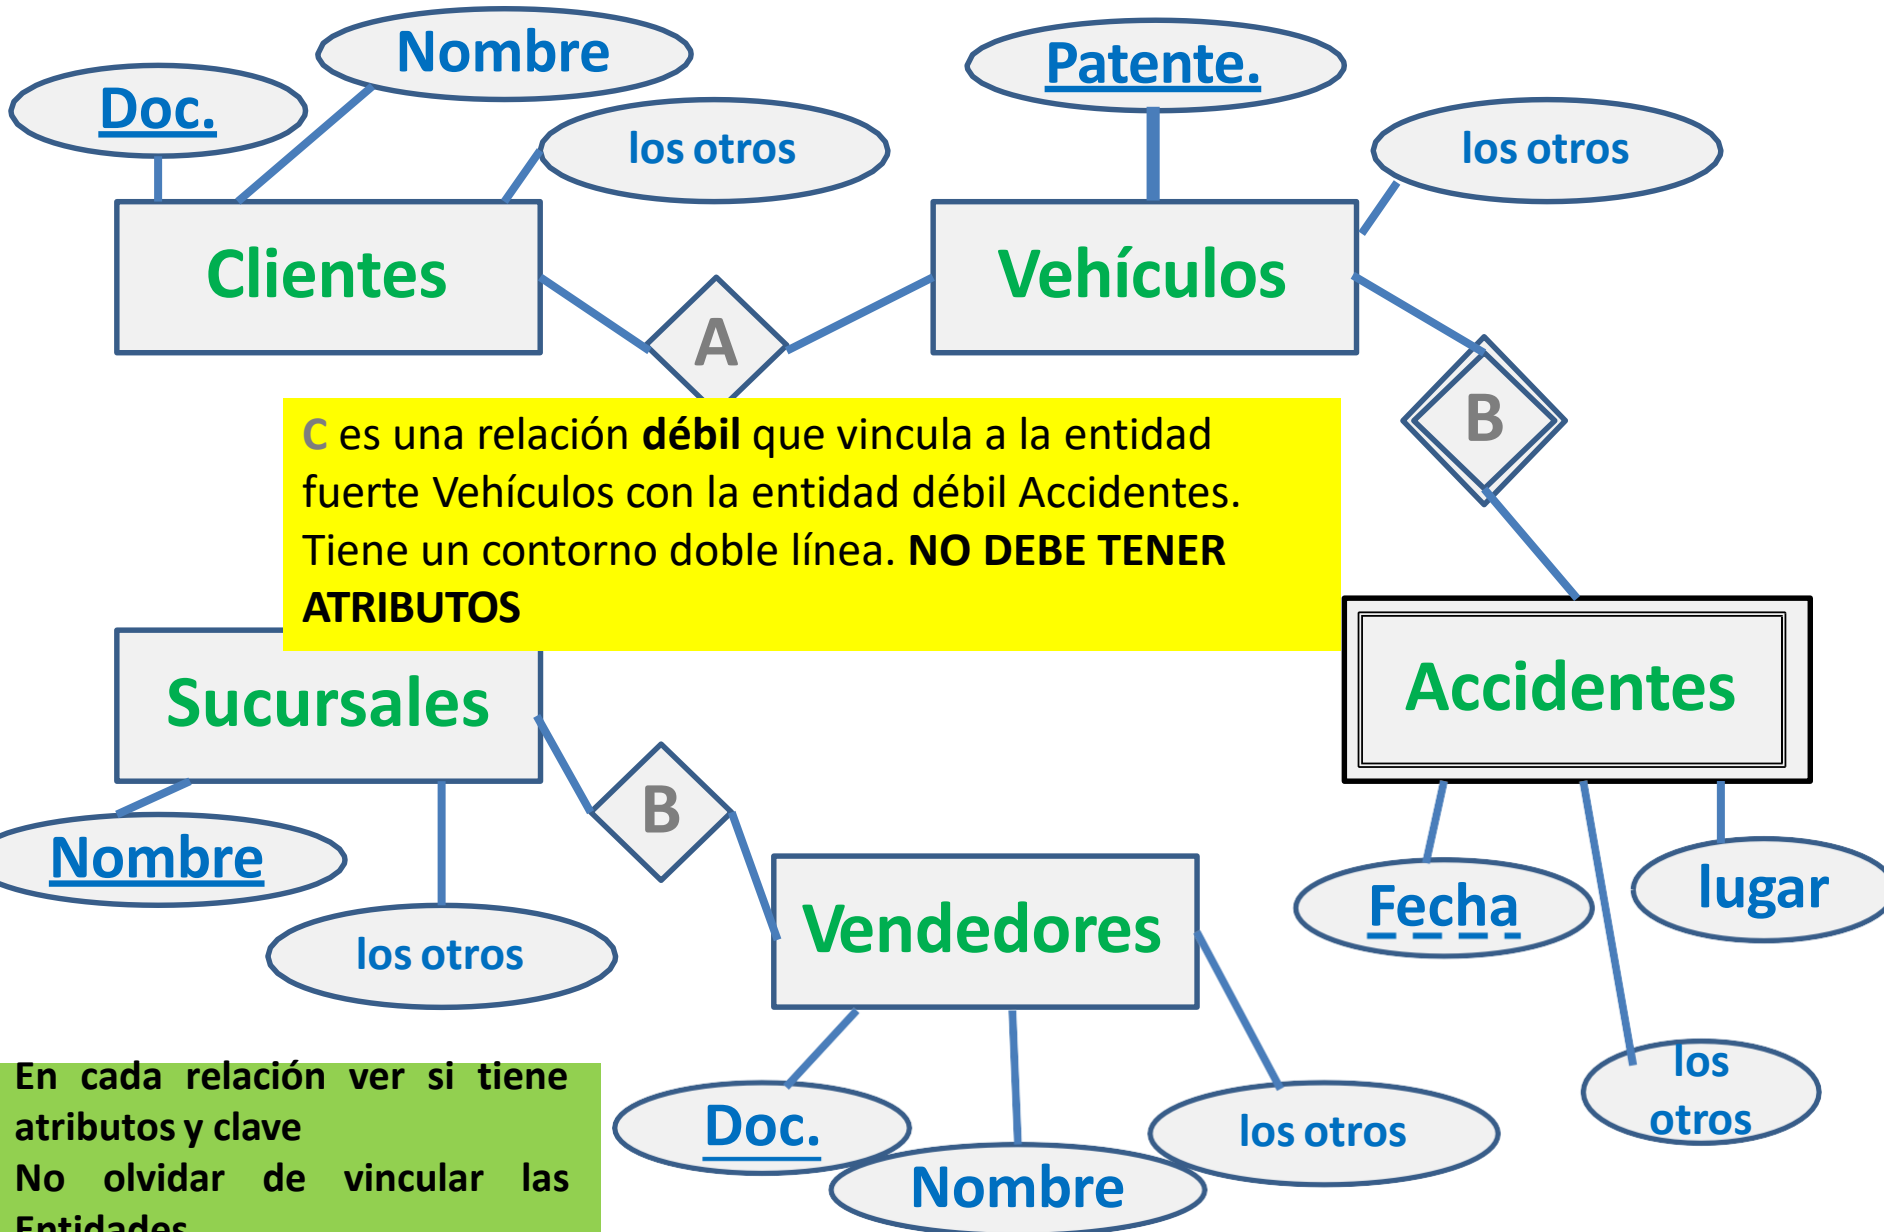 Nombre
Patente.
Doc.
los otros
los otros
Clientes
Vehículos
A
B
C es una relación débil que vincula a la entidad
fuerte Vehículos con la entidad débil Accidentes.
Tiene un contorno doble línea. NO DEBE TENER
ATRIBUTOS
Sucursales
Accidentes
B
Nombre
Vendedores
Fecha
lugar
los otros
En cada relación ver si tiene
atributos y clave
No olvidar de vincular las
Entidades
Doc.
Nombre
los otros
los
otros